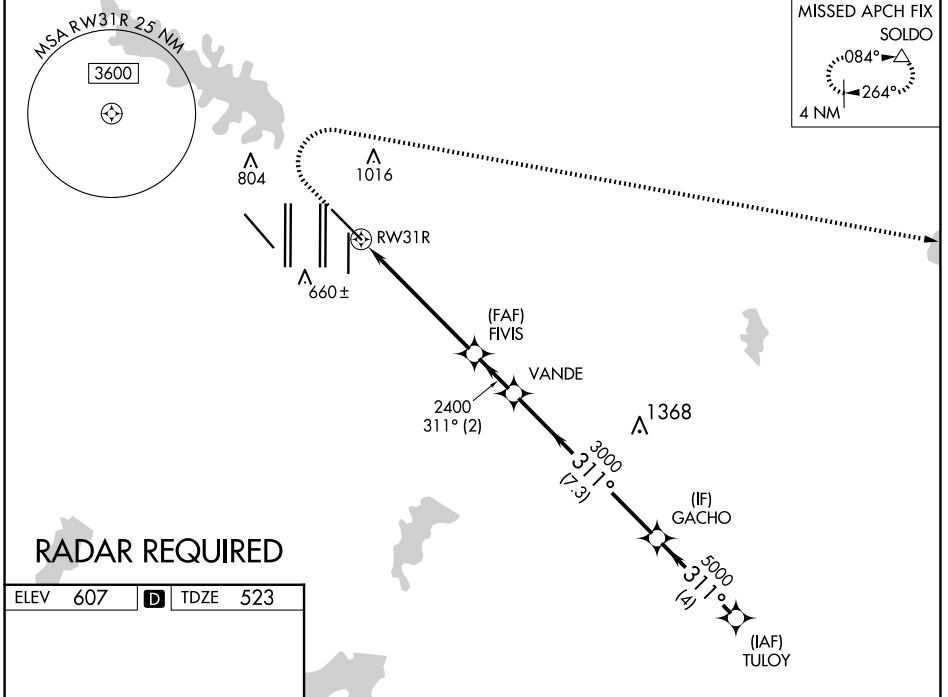 MSA RW31R 25 NM
3600
MISSED APCH FIX
SOLDO
084°
264°
4 NM
804
1016
RW31R
660 ±
(FAF)
FIVIS
VANDE
2400
311° (2)
1368
3000
311°
(7.3)
(IF)
GACHO
5000
311°
(4)
(IAF)
TULOY
RADAR REQUIRED
ELEV 607 D TDZE 523